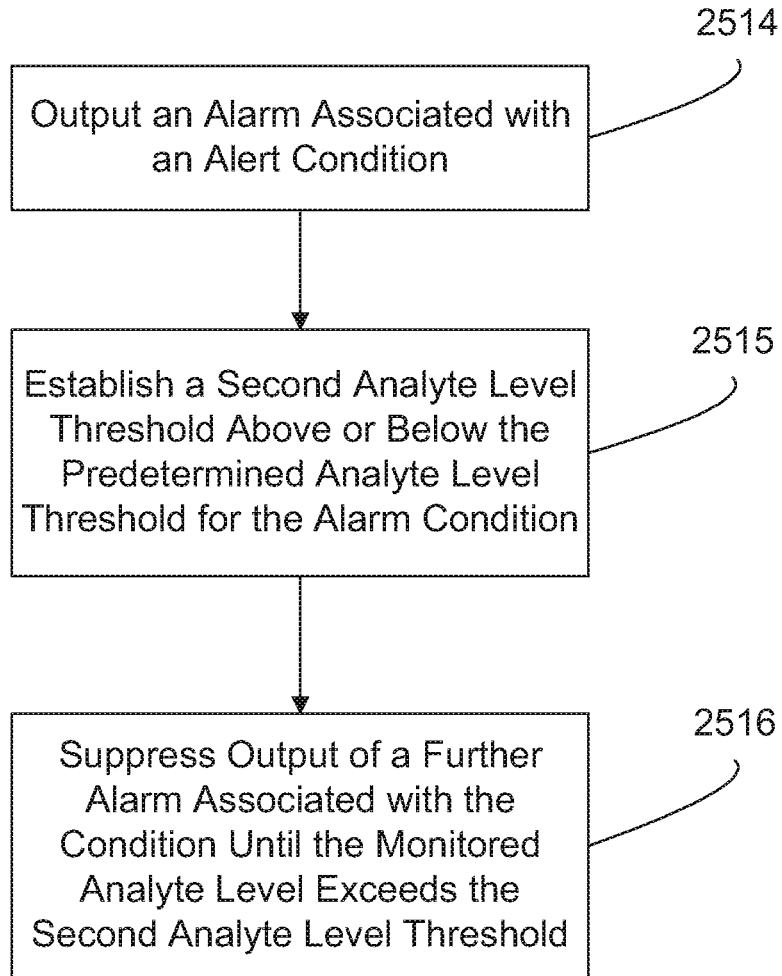 2514
Output an Alarm Associated with
an Alert Condition
2515
Establish a Second Analyte Level
Threshold Above or Below the
Predetermined Analyte Level
Threshold for the Alarm Condition
2516
Suppress Output of a Further
Alarm Associated with the
Condition Until the Monitored
Analyte Level Exceeds the
Second Analyte Level Threshold